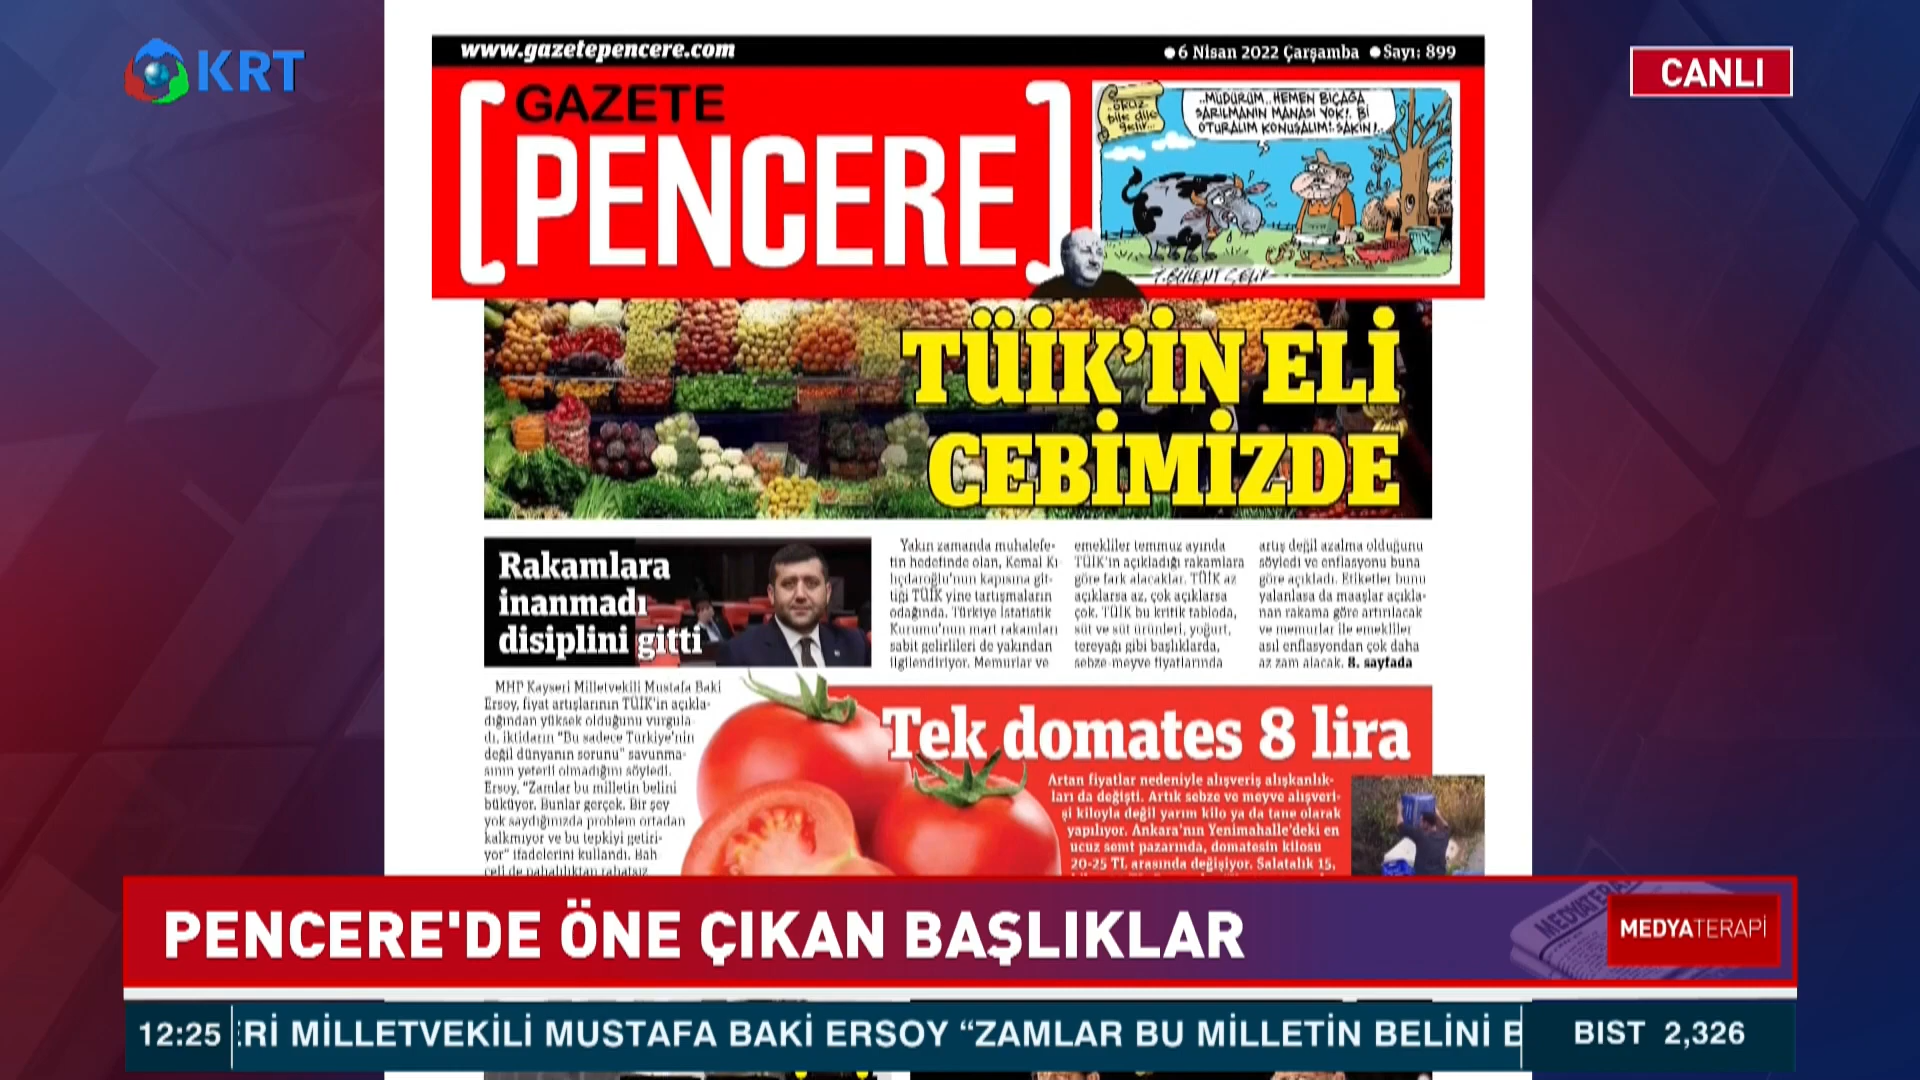 KRT
CANLI
www.gazetepencere.com
●6 Nisan 2022 Çarşamba ●Sayı: 899
GAZETE
[PENCERE]
ÖKÜZ
bile dile
gelir...
..MÜDÜRÜM.. HEMEN BIÇAĞA
SARILMANIN MANASI YOK!. Bİ
OTURALIM KONUŞALIM!. SAKİN!..
TÜİK'İN ELİ
CEBİMİZDE
Rakamlara
inanmadı
disiplini gitti
Yakın zamanda muhalefe-
tin hedefinde olan, Kemal Kı
lıçdaroğlu'nun kapısına git-
tiği TÜİK yine tartışmaların
odağında. Türkiye İstatistik
Kurumu'nun mart rakamları
sabit gelirlileri de yakından
ilgilendiriyor. Memurlar ve
emekliler temmuz ayında
TÜİK'in açıkladığı rakamlara
göre fark alacaklar. TÜİK az
açıklarsa az, çok açıklarsa
çok. TÜİK bu kritik tabloda,
süt ve süt ürünleri, yoğurt,
tereyağı gibi başlıklarda,
sebze-meyve fiyatlarında
artış değil azalma olduğunu
söyledi ve enflasyonu buna
göre açıkladı. Etiketler bunu
yalanlasa da maaşlar açıkla-
nan rakama göre artırılacak
ve memurlar ile emekliler
asıl enflasyondan çok daha
az zam alacak. 8. sayfada
MHP Kayseri Milletvekili Mustafa Baki
Ersoy, fiyat artışlarının TÜİK'in açıkla-
dığından yüksek olduğunu vurgula-
dı, iktidarın "Bu sadece Türkiye'nin
değil dünyanın sorunu" savunma-
sının yeterli olmadığını söyledi.
Ersoy, "Zamlar bu milletin belini
büküyor. Bunlar gerçek. Bir şey
yok saydığınızda problem ortadan
kalkmıyor ve bu tepkiyi getiri-
yor" ifadelerini kullandı. Bah
çeli de pahalılıktan rahatsız
Tek domates 8 lira
Artan fiyatlar nedeniyle alışveriş alışkanlık-
ları da değişti. Artık sebze ve meyve alışveri-
şi kiloyla değil yarım kilo ya da tane olarak
yapılıyor. Ankara'nın Yenimahalle'deki en
ucuz semt pazarında, domatesin kilosu
20-25 TL arasında değişiyor. Salatalık 15,
PENCERE'DE ÖNE ÇIKAN BAŞLIKLAR
MEDYATERAPİ
12:25
ERİ MİLLETVEKİLİ MUSTAFA BAKİ ERSOY "ZAMLAR BU MİLLETİN BELİNİ B
BIST 2,326